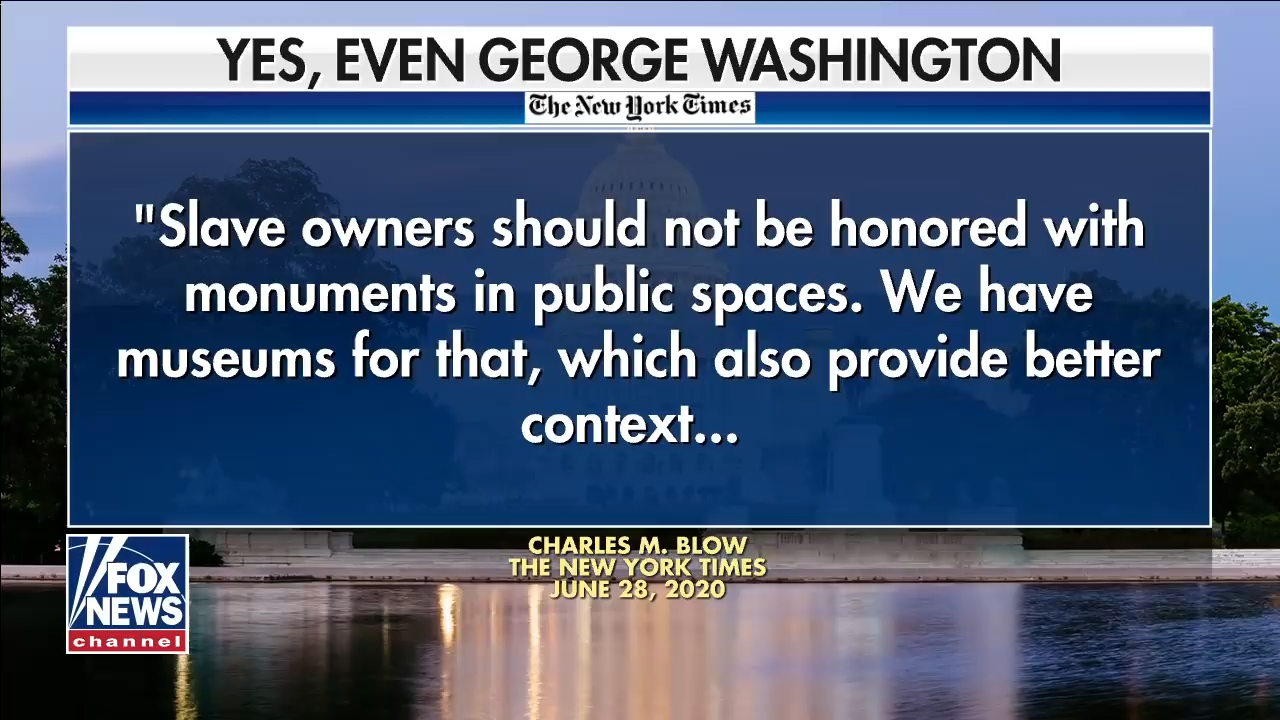 YES, EVEN GEORGE WASHINGTON
The New York Times
"Slave owners should not be honored with
monuments in public spaces. We have
museums for that, which also provide better
context...
CHARLES M. BLOW
THE NEW YORK TIMES
JUNE 28, 2020
FOX
NEWS
channel